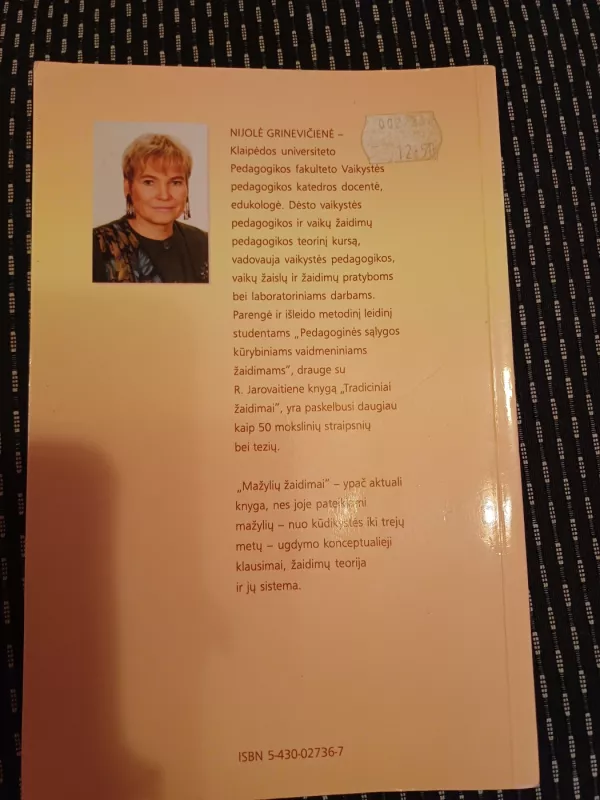 NIJOLĖ GRINEVIČIENĖ –
Klaipėdos universiteto
Pedagogikos fakulteto Vaikystės
pedagogikos katedros docentė,
edukologė. Dėsto vaikystės
pedagogikos ir vaikų žaidimų
pedagogikos teorinį kursą,
vadovauja vaikystės pedagogikos,
vaikų žaislų ir žaidimų pratyboms
bei laboratoriniams darbams.
Parengė ir išleido metodinį leidinį
studentams „Pedagoginės sąlygos
kūrybiniams vaidmeniniams
žaidimams“, drauge su
R. Jarovaitiene knygą „Tradiciniai
žaidimai“, yra paskelbusi daugiau
kaip 50 mokslinių straipsnių
bei tezių.
„Mažylių žaidimai“ – ypač aktuali
knyga, nes joje pateikiami
mažylių – nuo kūdikystės iki trejų
metų – ugdymo konceptualieji
klausimai, žaidimų teorija
ir jų sistema.
ISBN 5-430-02736-7